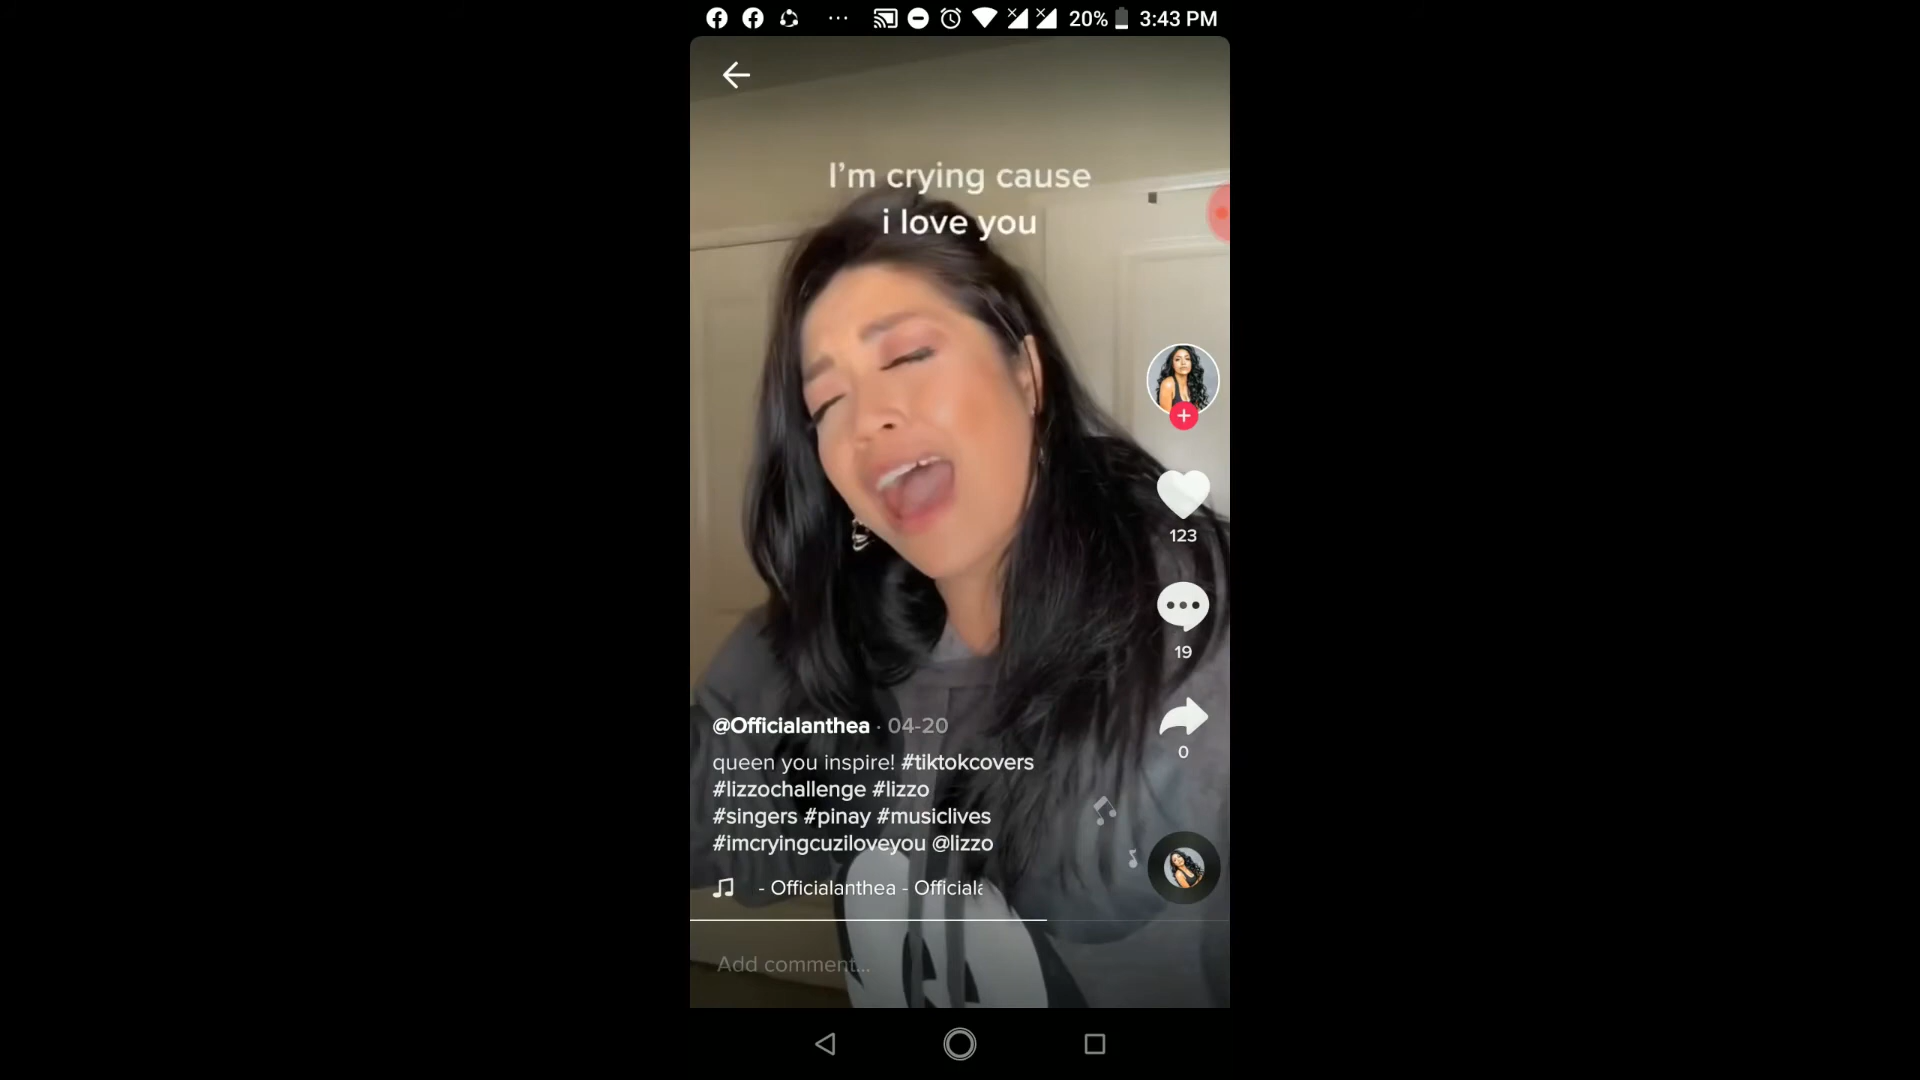 20% 3:43 PM
I'm crying cause
i love you
123
19
0
@Officialanthea · 04-20
queen you inspire! #tiktokcovers
#lizzochallenge #lizzo
#singers #pinay #musiclives
#imcryingcuziloveyou @lizzo
- Officialanthea - Official
Add comment...